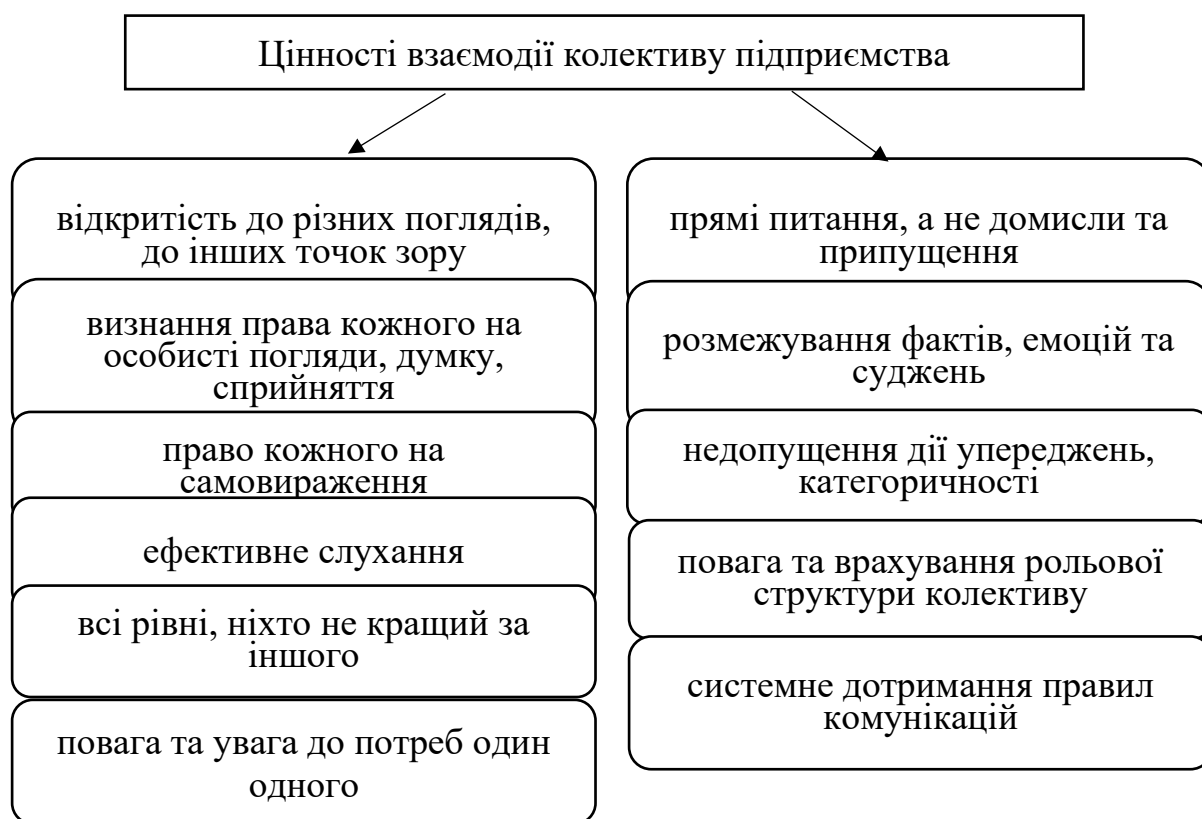 Цінності взаємодії колективу підприємства
відкритість до різних поглядів,
до інших точок зору
визнання права кожного на
особисті погляди, думку,
сприйняття
право кожного на
самовираження
ефективне слухання
всі рівні, ніхто не кращий за
іншого
повага та увага до потреб один
одного
прямі питання, а не домисли та
припущення
розмежування фактів, емоцій та
суджень
недопущення дії упереджень,
категоричності
повага та врахування рольової
структури колективу
системне дотримання правил
комунікацій